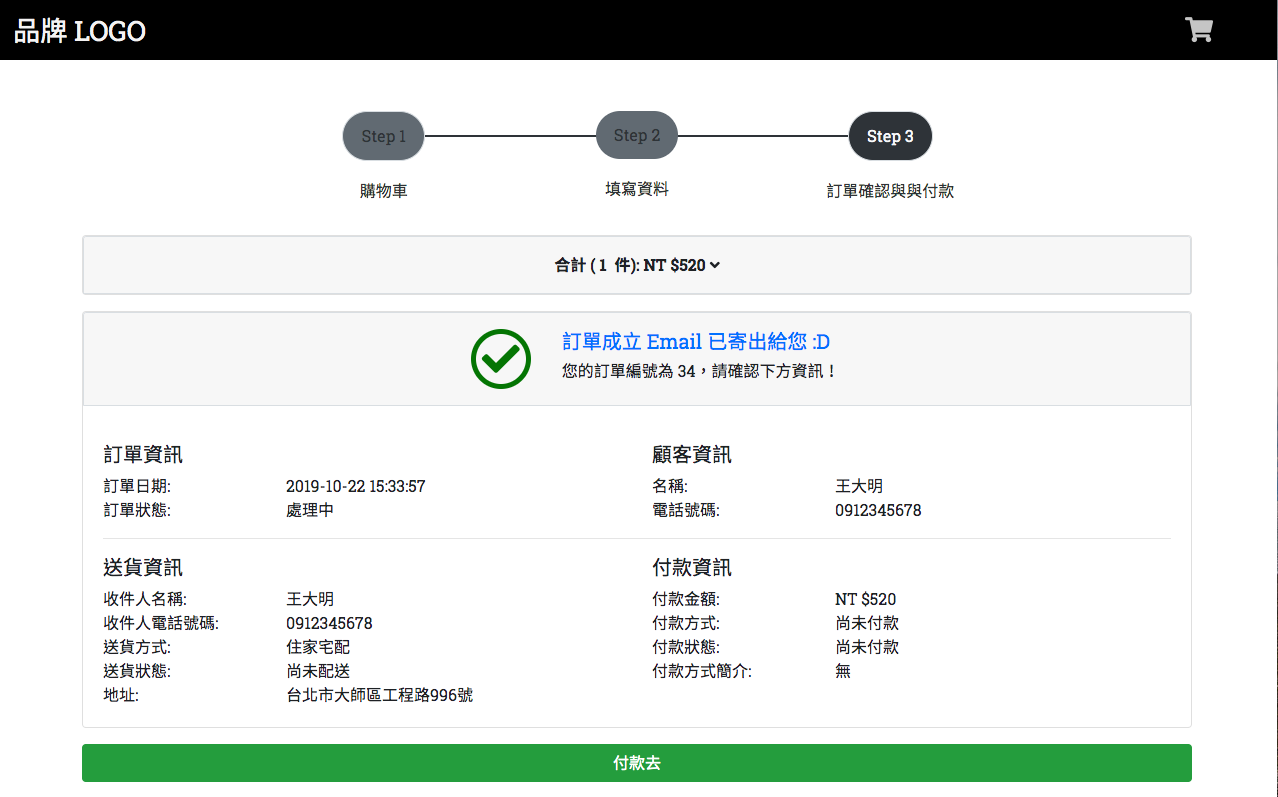 品牌 LOGO
Step 1
Step 2
Step 3
購物車
填寫資料
訂單確認與與付款
合計 ( 1 件): NT $520
訂單成立 Email 已寄出給您 :D
您的訂單編號為 34，請確認下方資訊！
訂單資訊
訂單日期: 2019-10-22 15:33:57
訂單狀態: 處理中
顧客資訊
名稱: 王大明
電話號碼: 0912345678
送貨資訊
收件人名稱: 王大明
收件人電話號碼: 0912345678
送貨方式: 住家宅配
送貨狀態: 尚未配送
地址: 台北市大師區工程路996號
付款資訊
付款金額: NT $520
付款方式: 尚未付款
付款狀態: 尚未付款
付款方式簡介: 無
付款去